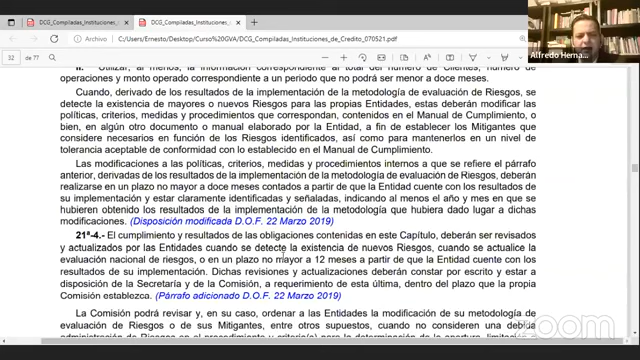 DCG_Compiladas_Instituciones
DCG_Compiladas_Instituciones_de_Credito_070521.pdf
C:/Users/Ernesto/Desktop/Curso%20GVA/DCG_Compiladas_Instituciones_de_Credito_070521.pdf
32 de 77
Alfredo Herna...
II. Utilizar, al menos, la información correspondiente al total del número de Clientes, número de
operaciones y monto operado correspondiente a un periodo que no podrá ser menor a doce meses.
Cuando, derivado de los resultados de la implementación de la metodología de evaluación de Riesgos, se
detecte la existencia de mayores o nuevos Riesgos para las propias Entidades, estas deberán modificar las
políticas, criterios, medidas y procedimientos que correspondan, contenidos en el Manual de Cumplimiento, o
bien, en algún otro documento o manual elaborado por la Entidad, a fin de establecer los Mitigantes que
considere necesarios en función de los Riesgos identificados, así como para mantenerlos en un nivel de
tolerancia aceptable de conformidad con lo establecido en el Manual de Cumplimiento.
Las modificaciones a las políticas, criterios, medidas y procedimientos internos a que se refiere el párrafo
anterior, derivadas de los resultados de la implementación de la metodología de evaluación de Riesgos, deberán
realizarse en un plazo no mayor a doce meses contados a partir de que la Entidad cuente con los resultados de
su implementación y estar claramente identificadas y señaladas, indicando al menos el año y mes en que se
hubieren obtenido los resultados de la implementación de la metodología que hubiera dado lugar a dichas
modificaciones. (Disposición modificada D.O.F. 22 Marzo 2019)
21ª-4.- El cumplimiento y resultados de las obligaciones contenidas en este Capítulo, deberán ser revisados
y actualizados por las Entidades cuando se detecte la existencia de nuevos Riesgos, cuando se actualice la
evaluación nacional de riesgos, o en un plazo no mayor a 12 meses a partir de que la Entidad cuente con los
resultados de su implementación. Dichas revisiones y actualizaciones deberán constar por escrito y estar a
disposición de la Secretaría y de la Comisión, a requerimiento de esta última, dentro del plazo que la propia
Comisión establezca. (Párrafo adicionado D.O.F. 22 Marzo 2019)
La Comisión podrá revisar y, en su caso, ordenar a las Entidades la modificación de su metodología de
evaluación de Riesgos o de sus Mitigantes, entre otros supuestos, cuando no consideren una debida
zoom